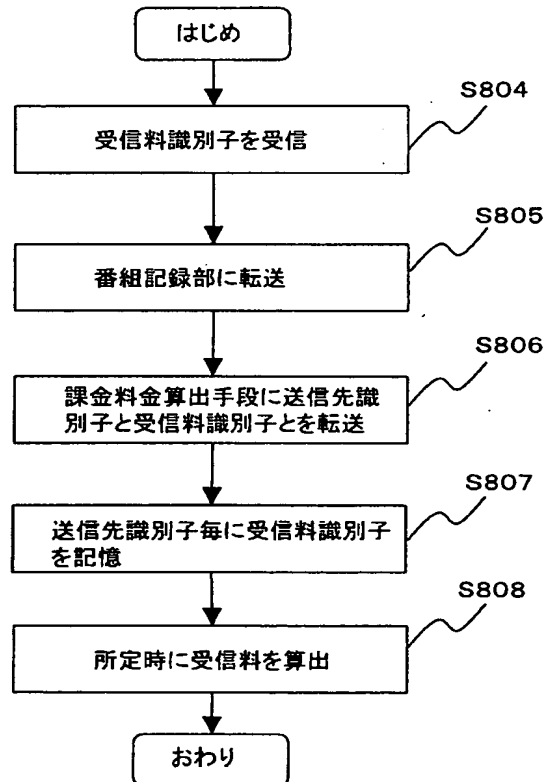 はじめ
S804
受信料識別子を受信
S805
番組記録部に転送
S806
課金料金算出手段に送信先識
別子と受信料識別子とを転送
S807
送信先識別子毎に受信料識別子
を記憶
S808
所定時に受信料を算出
おわり